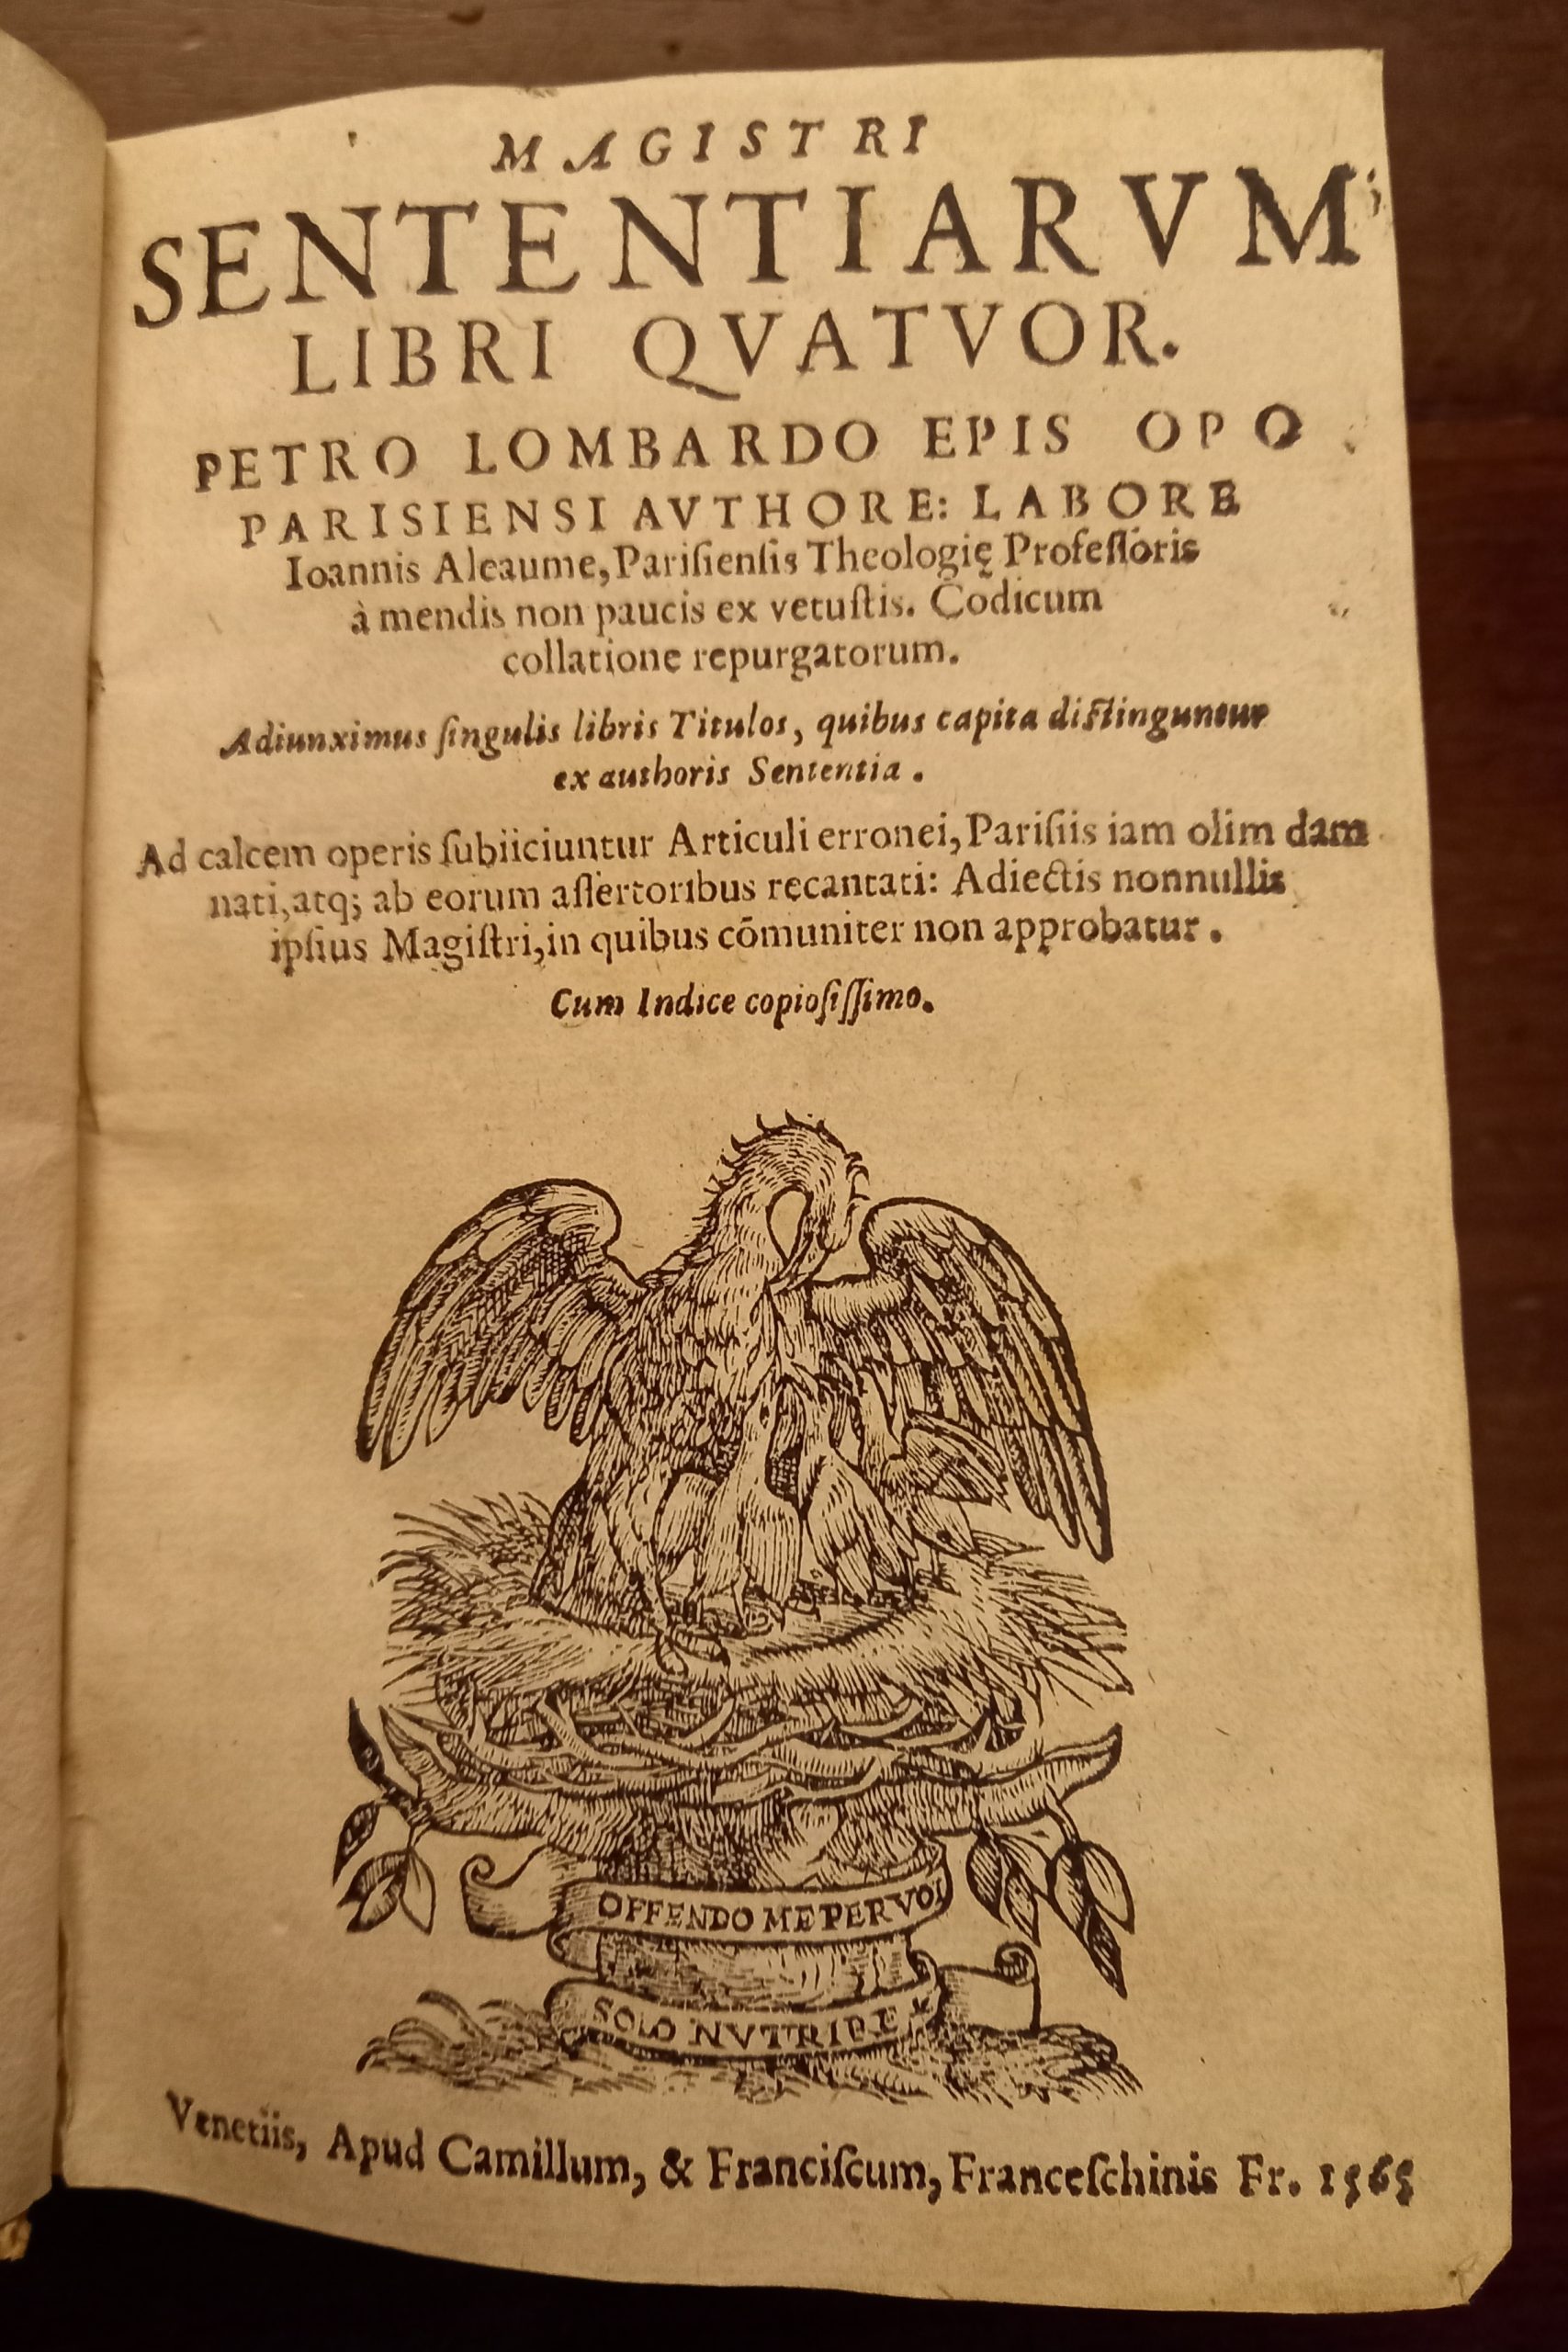 MAGISTRI
SENTENTIARVM
LIBRI QVATVOR.
PETRO LOMBARDO EPIS OPO
PARISIENSI AVTHORE: LABORE
Ioannis Aleaume, Pariſienſis Theologię Profeſſoris
à mendis non paucis ex vetuſtis. Codicum
collatione repurgatorum.
Adiunximus ſingulis libris Titulos, quibus capita diſtinguntur
ex authoris Sententia.
Ad calcem operis ſubiiciuntur Articuli erronei, Pariſiis iam olim dam
nati, atq; ab eorum aſſertoribus recantati: Adiectis nonnullis
ipſius Magiſtri, in quibus cōmuniter non approbatur.
Cum Indice copioſiſſimo.
OFFENDO ME PER VOI
SOLO NVTRIRE
Venetiis, Apud Camillum, & Franciſcum, Franceſchinis Fr. 1565